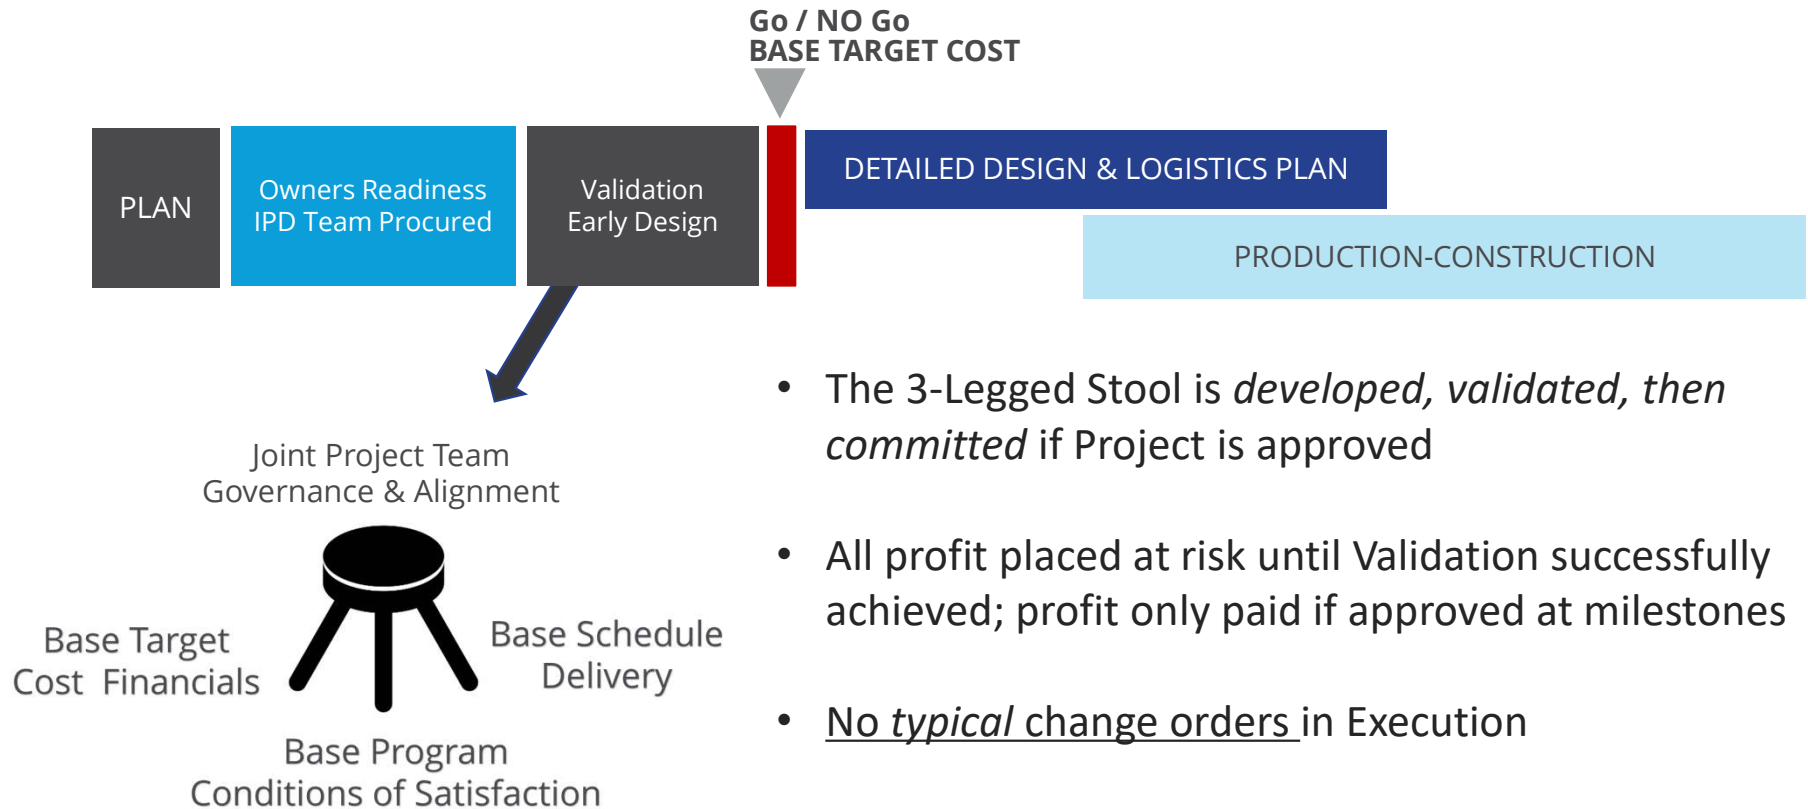 Go / NO Go
BASE TARGET COST
PLAN
Owners Readiness
IPD Team Procured
Validation
Early Design
DETAILED DESIGN & LOGISTICS PLAN
PRODUCTION-CONSTRUCTION
Joint Project Team
Governance & Alignment
Base Target
Cost Financials
Base Schedule
Delivery
Base Program
Conditions of Satisfaction
• The 3-Legged Stool is developed, validated, then
committed if Project is approved
• All profit placed at risk until Validation successfully
achieved; profit only paid if approved at milestones
• No typical change orders in Execution